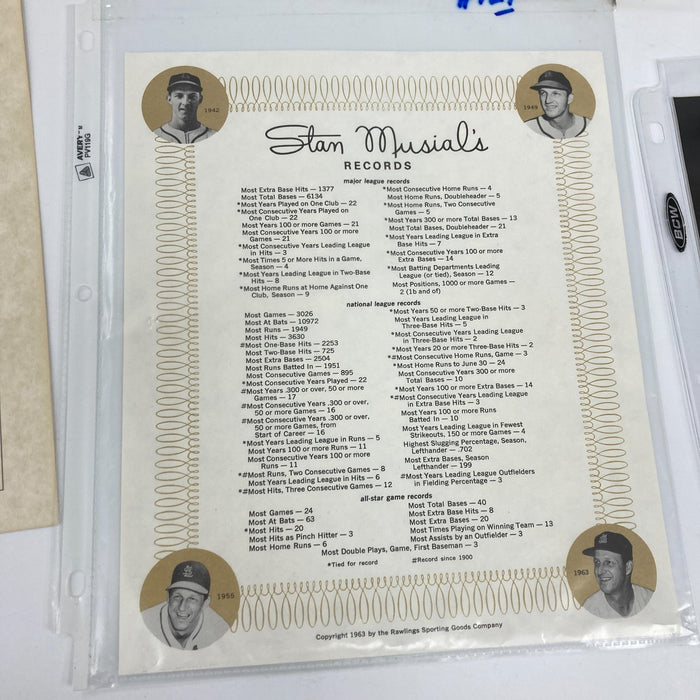 AVERY™
PV119G
BCW
1942
1949
Stan Musial's
RECORDS
major league records
Most Extra Base Hits — 1377
Most Total Bases — 6134
*Most Years Played on One Club — 22
*Most Consecutive Years Played on
One Club — 22
Most Years 100 or more Games — 21
Most Consecutive Years 100 or more
Games — 21
*Most Consecutive Years Leading League
in Hits — 3
*Most Times 5 or More Hits in a Game,
Season — 4
*Most Years Leading League in Two-Base
Hits — 8
*Most Home Runs at Home Against One
Club, Season — 9
*Most Consecutive Home Runs — 4
Most Home Runs, Doubleheader — 5
*Most Home Runs, Two Consecutive
Games — 5
*Most Years 300 or more Total Bases — 13
Most Total Bases, Doubleheader — 21
*Most Years Leading League in Extra
Base Hits — 7
*Most Consecutive Years 100 or more
Extra Bases — 14
*Most Batting Departments Leading
League (or tied), Season — 12
Most Positions, 1000 or more Games —
2 (1b and of)
national league records
Most Games — 3026
Most At Bats — 10972
Most Runs — 1949
Most Hits — 3630
#Most One-Base Hits — 2253
Most Two-Base Hits — 725
Most Extra Bases — 2504
Most Runs Batted In — 1951
Most Consecutive Games — 895
*Most Consecutive Years Played — 22
#Most Years .300 or over, 50 or more
Games — 17
#Most Consecutive Years .300 or over,
50 or more Games — 16
#Most Consecutive Years .300 or over,
50 or more Games, from
Start of Career — 16
*Most Years Leading League in Runs — 5
Most Years 100 or more Runs — 11
Most Consecutive Years 100 or more
Runs — 11
*#Most Runs, Two Consecutive Games — 8
Most Years Leading League in Hits — 6
*#Most Hits, Three Consecutive Games — 12
*Most Years 50 or more Two-Base Hits — 3
Most Years Leading League in
Three-Base Hits — 5
*Most Consecutive Years Leading League
in Three-Base Hits — 2
*Most Years 20 or more Three-Base Hits — 2
*#Most Consecutive Home Runs, Game — 3
*Most Home Runs to June 30 — 24
Most Consecutive Years 300 or more
Total Bases — 10
*Most Years 100 or more Extra Bases — 14
*#Most Consecutive Years Leading League
in Extra Base Hits — 3
Most Years 100 or more Runs
Batted In — 10
Most Years Leading League in Fewest
Strikeouts, 150 or more Games — 4
Highest Slugging Percentage, Season,
Lefthander — .702
Most Extra Bases, Season
Lefthander — 199
#Most Years Leading League Outfielders
in Fielding Percentage — 3
all-star game records
Most Games — 24
Most At Bats — 63
*Most Hits — 20
Most Hits as Pinch Hitter — 3
Most Home Runs — 6
Most Total Bases — 40
Most Extra Base Hits — 8
Most Extra Bases — 20
Most Times Playing on Winning Team — 13
Most Assists by an Outfielder — 3
Most Double Plays, Game, First Baseman — 3
*Tied for record
#Record since 1900
1955
1963
Copyright 1963 by the Rawlings Sporting Goods Company